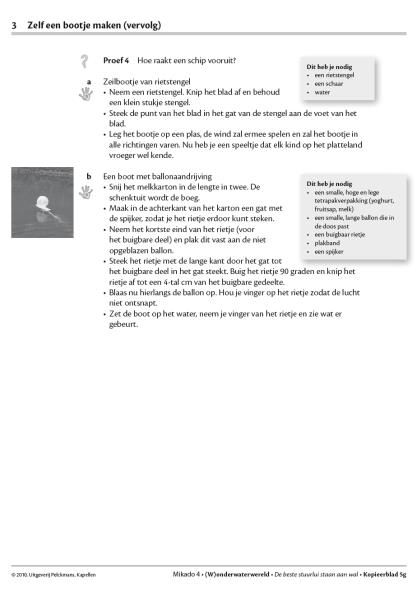 3 Zelf een bootje maken (vervolg)
Proef 4 Hoe raakt een schip vooruit?
Dit heb je nodig
• een rietstengel
• een schaar
• water
a Zeilbootje van rietstengel
• Neem een rietstengel. Knip het blad af en behoud
een klein stukje stengel.
• Steek de punt van het blad in het gat van de stengel aan de voet van het
blad.
• Leg het bootje op een plas, de wind zal ermee spelen en zal het bootje in
alle richtingen varen. Nu heb je een speeltje dat elk kind op het platteland
vroeger wel kende.
b Een boot met ballonaandrijving
• Snij het melkkarton in de lengte in twee. De
schenktuit wordt de boeg.
• Maak in de achterkant van het karton een gat met
de spijker, zodat je het rietje erdoor kunt steken.
• Neem het kortste eind van het rietje (voor
het buigbare deel) en plak dit vast aan de niet
opgeblazen ballon.
• Steek het rietje met de lange kant door het gat tot
het buigbare deel in het gat steekt. Buig het rietje 90 graden en knip het
rietje af tot een 4-tal cm van het buigbare gedeelte.
• Blaas nu hierlangs de ballon op. Hou je vinger op het rietje zodat de lucht
niet ontsnapt.
• Zet de boot op het water, neem je vinger van het rietje en zie wat er
gebeurt.
Dit heb je nodig
• een smalle, hoge en lege
tetrapakverpakking (yoghurt,
fruitsap, melk)
• een smalle, lange ballon die in
de doos past
• een buigbaar rietje
• plakband
• een spijker
© 2010, Uitgeverij Pelckmans, Kapellen
Mikado 4 • (W)onderwaterwereld • De beste stuurlui staan aan wal • Kopieerblad 5g